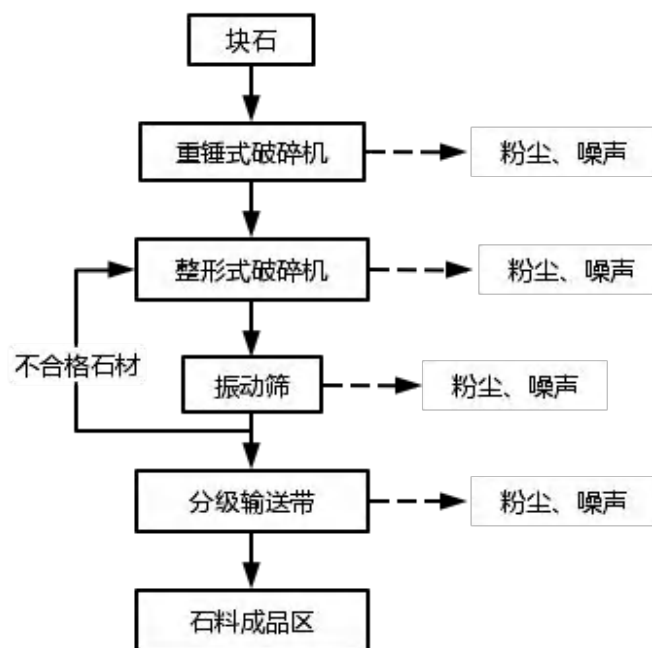 块石
重锤式破碎机
粉尘、噪声
整形式破碎机
粉尘、噪声
不合格石材
振动筛
粉尘、噪声
分级输送带
粉尘、噪声
石料成品区